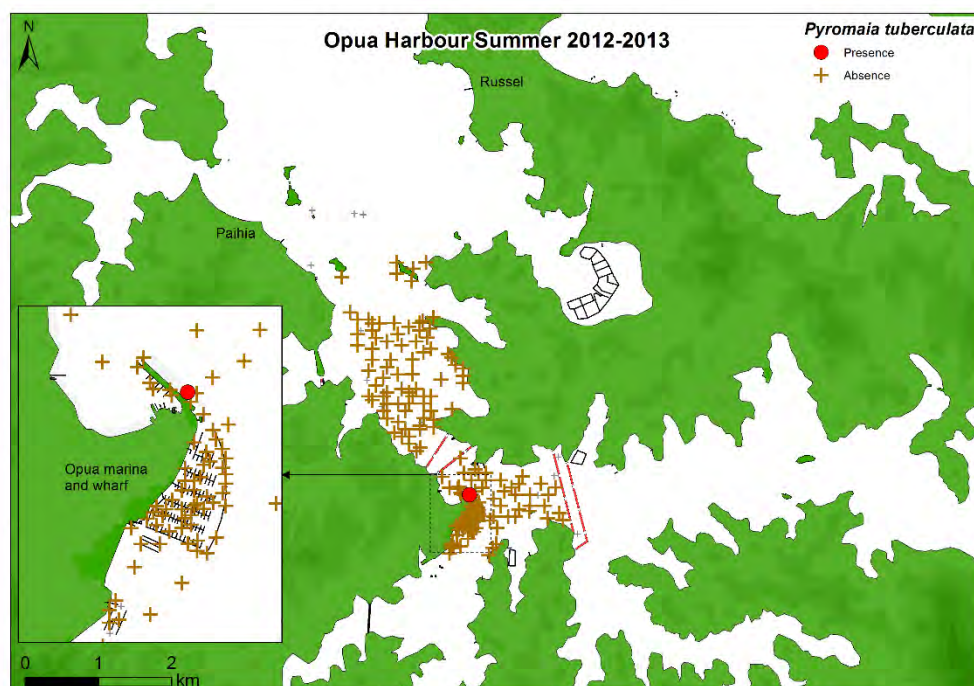 Opua Harbour Summer 2012-2013
Pyromaia tuberculata
Presence
Absence
N
Russel
Paihia
Opua marina
and wharf
0 1 2
km